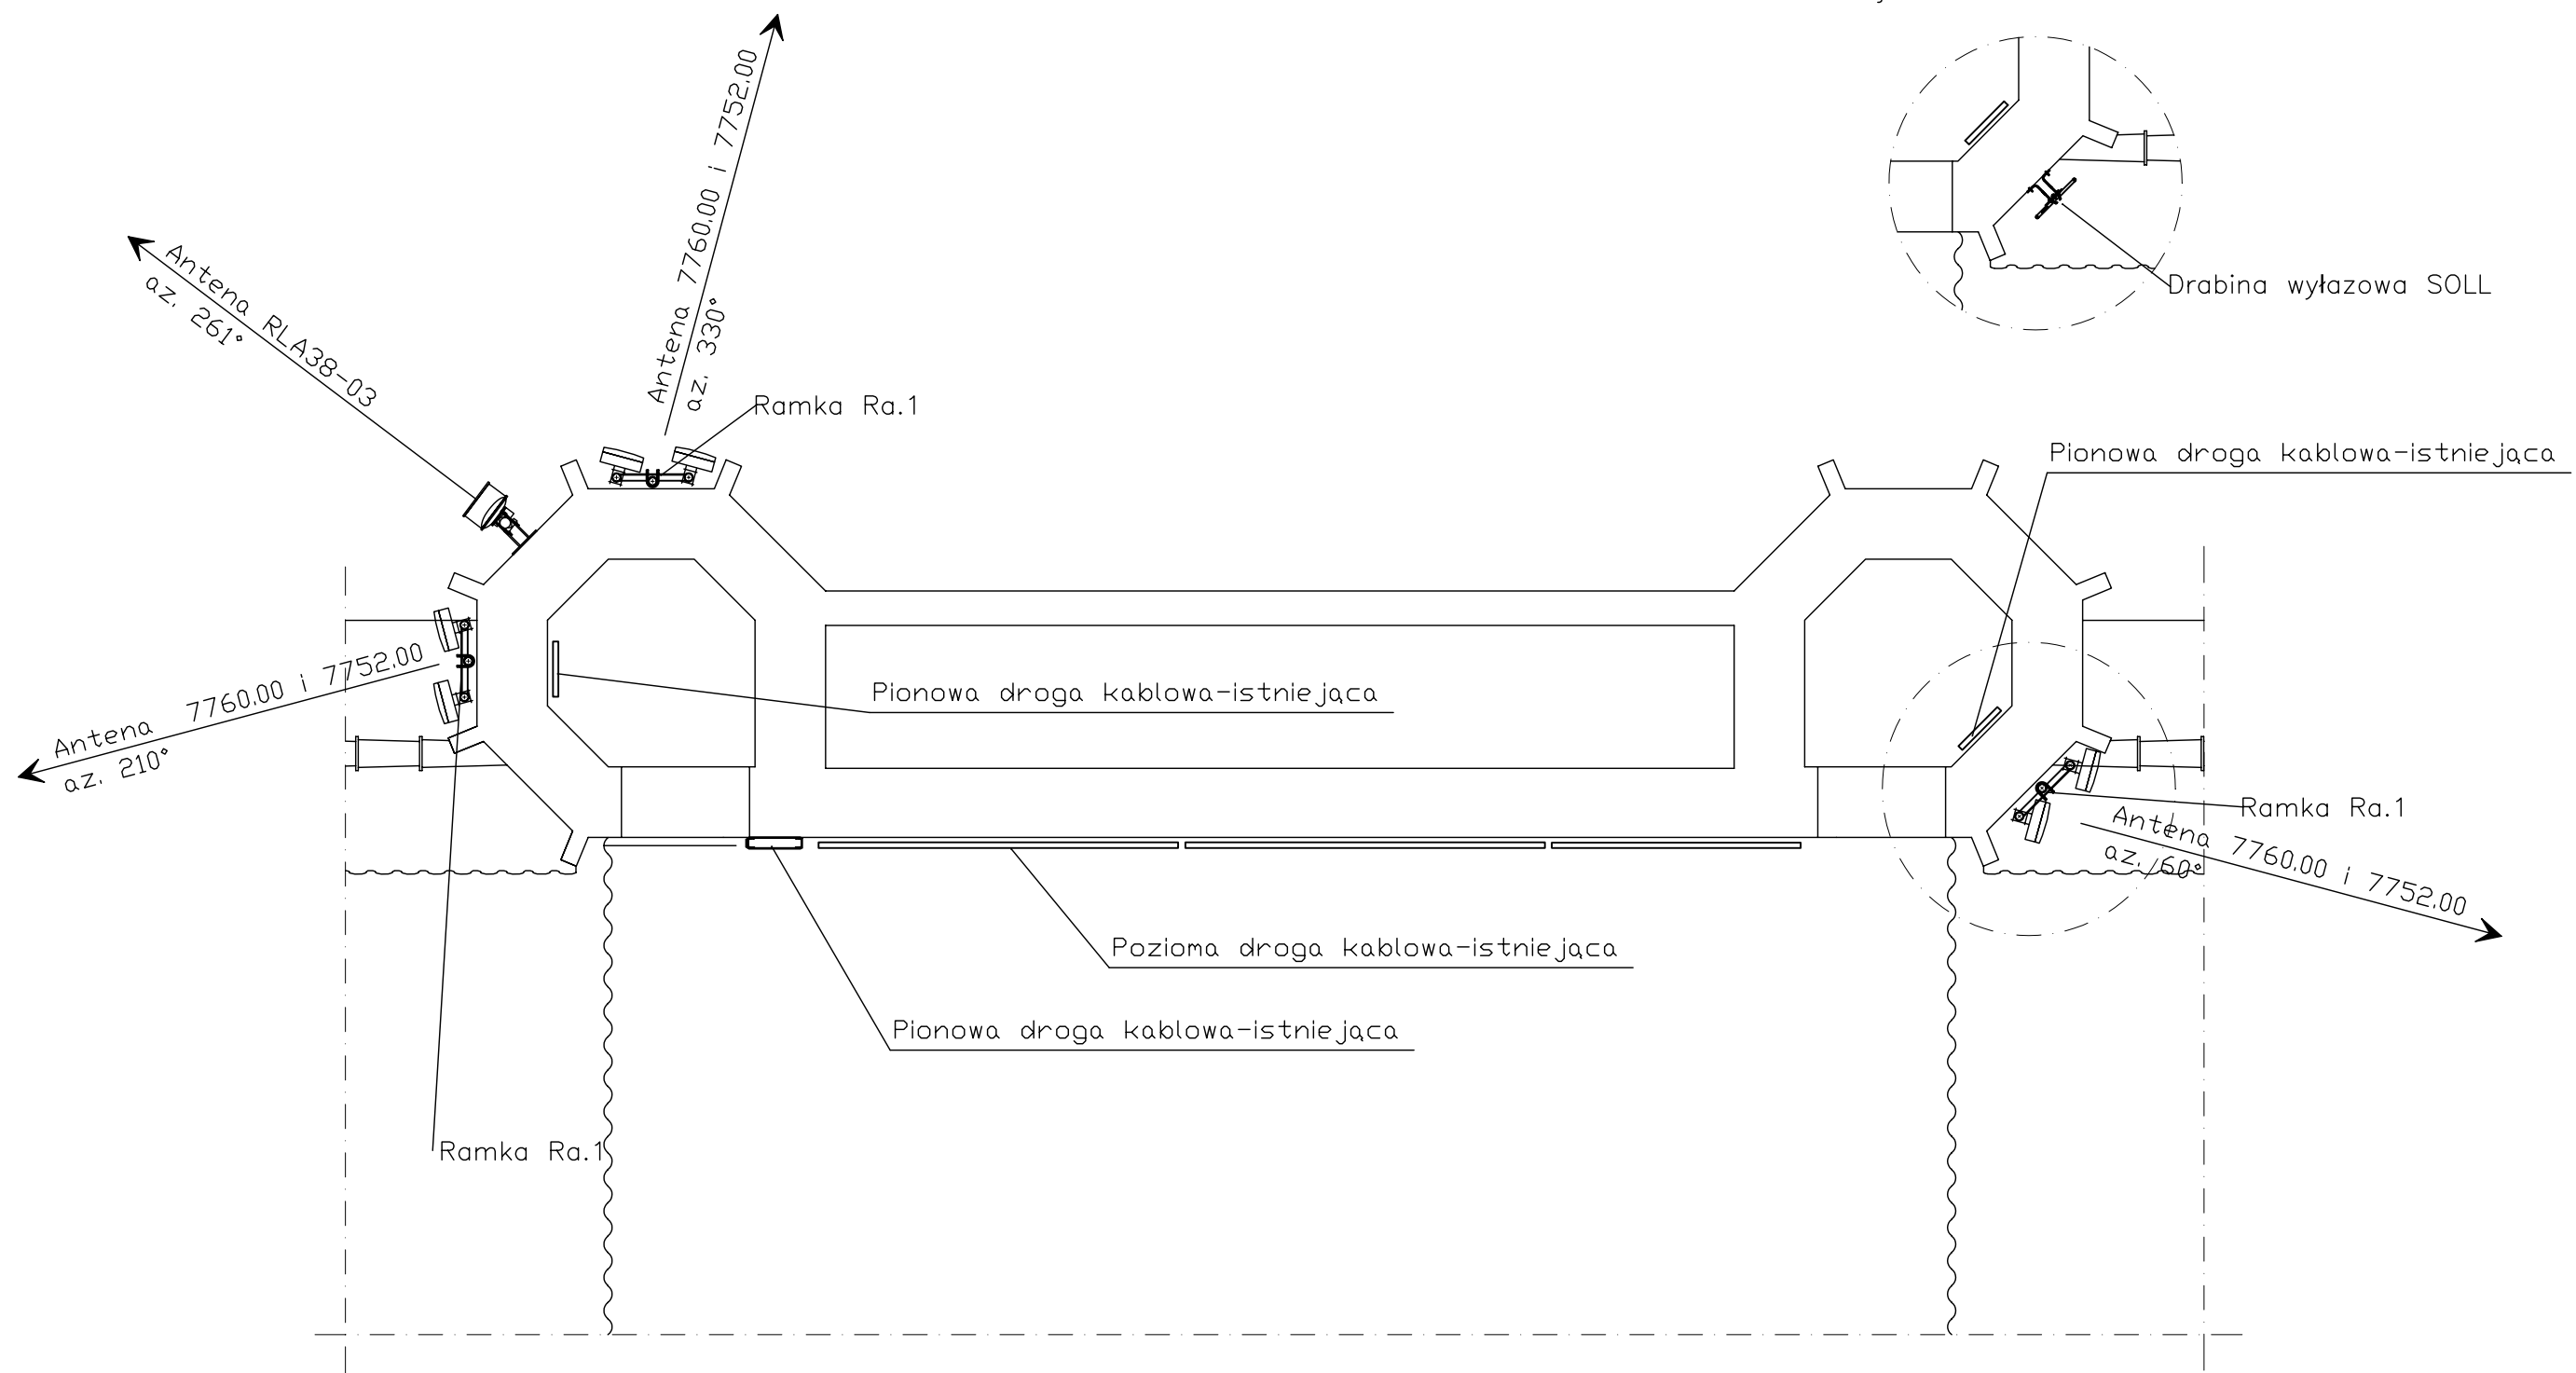 Antena 7760.00 i 7752.00
az. 330°
Antena RLA38-03
az. 261°
Drabina wyłazowa SOLL
Ramka Ra.1
Pionowa droga kablowa-istniejąca
Antena 7760.00 i 7752.00
az. 210°
Pionowa droga kablowa-istniejąca
Ramka Ra.1
Antena 7760.00 i 7752.00
az. 60°
Pozioma droga kablowa-istniejąca
Pionowa droga kablowa-istniejąca
Ramka Ra.1